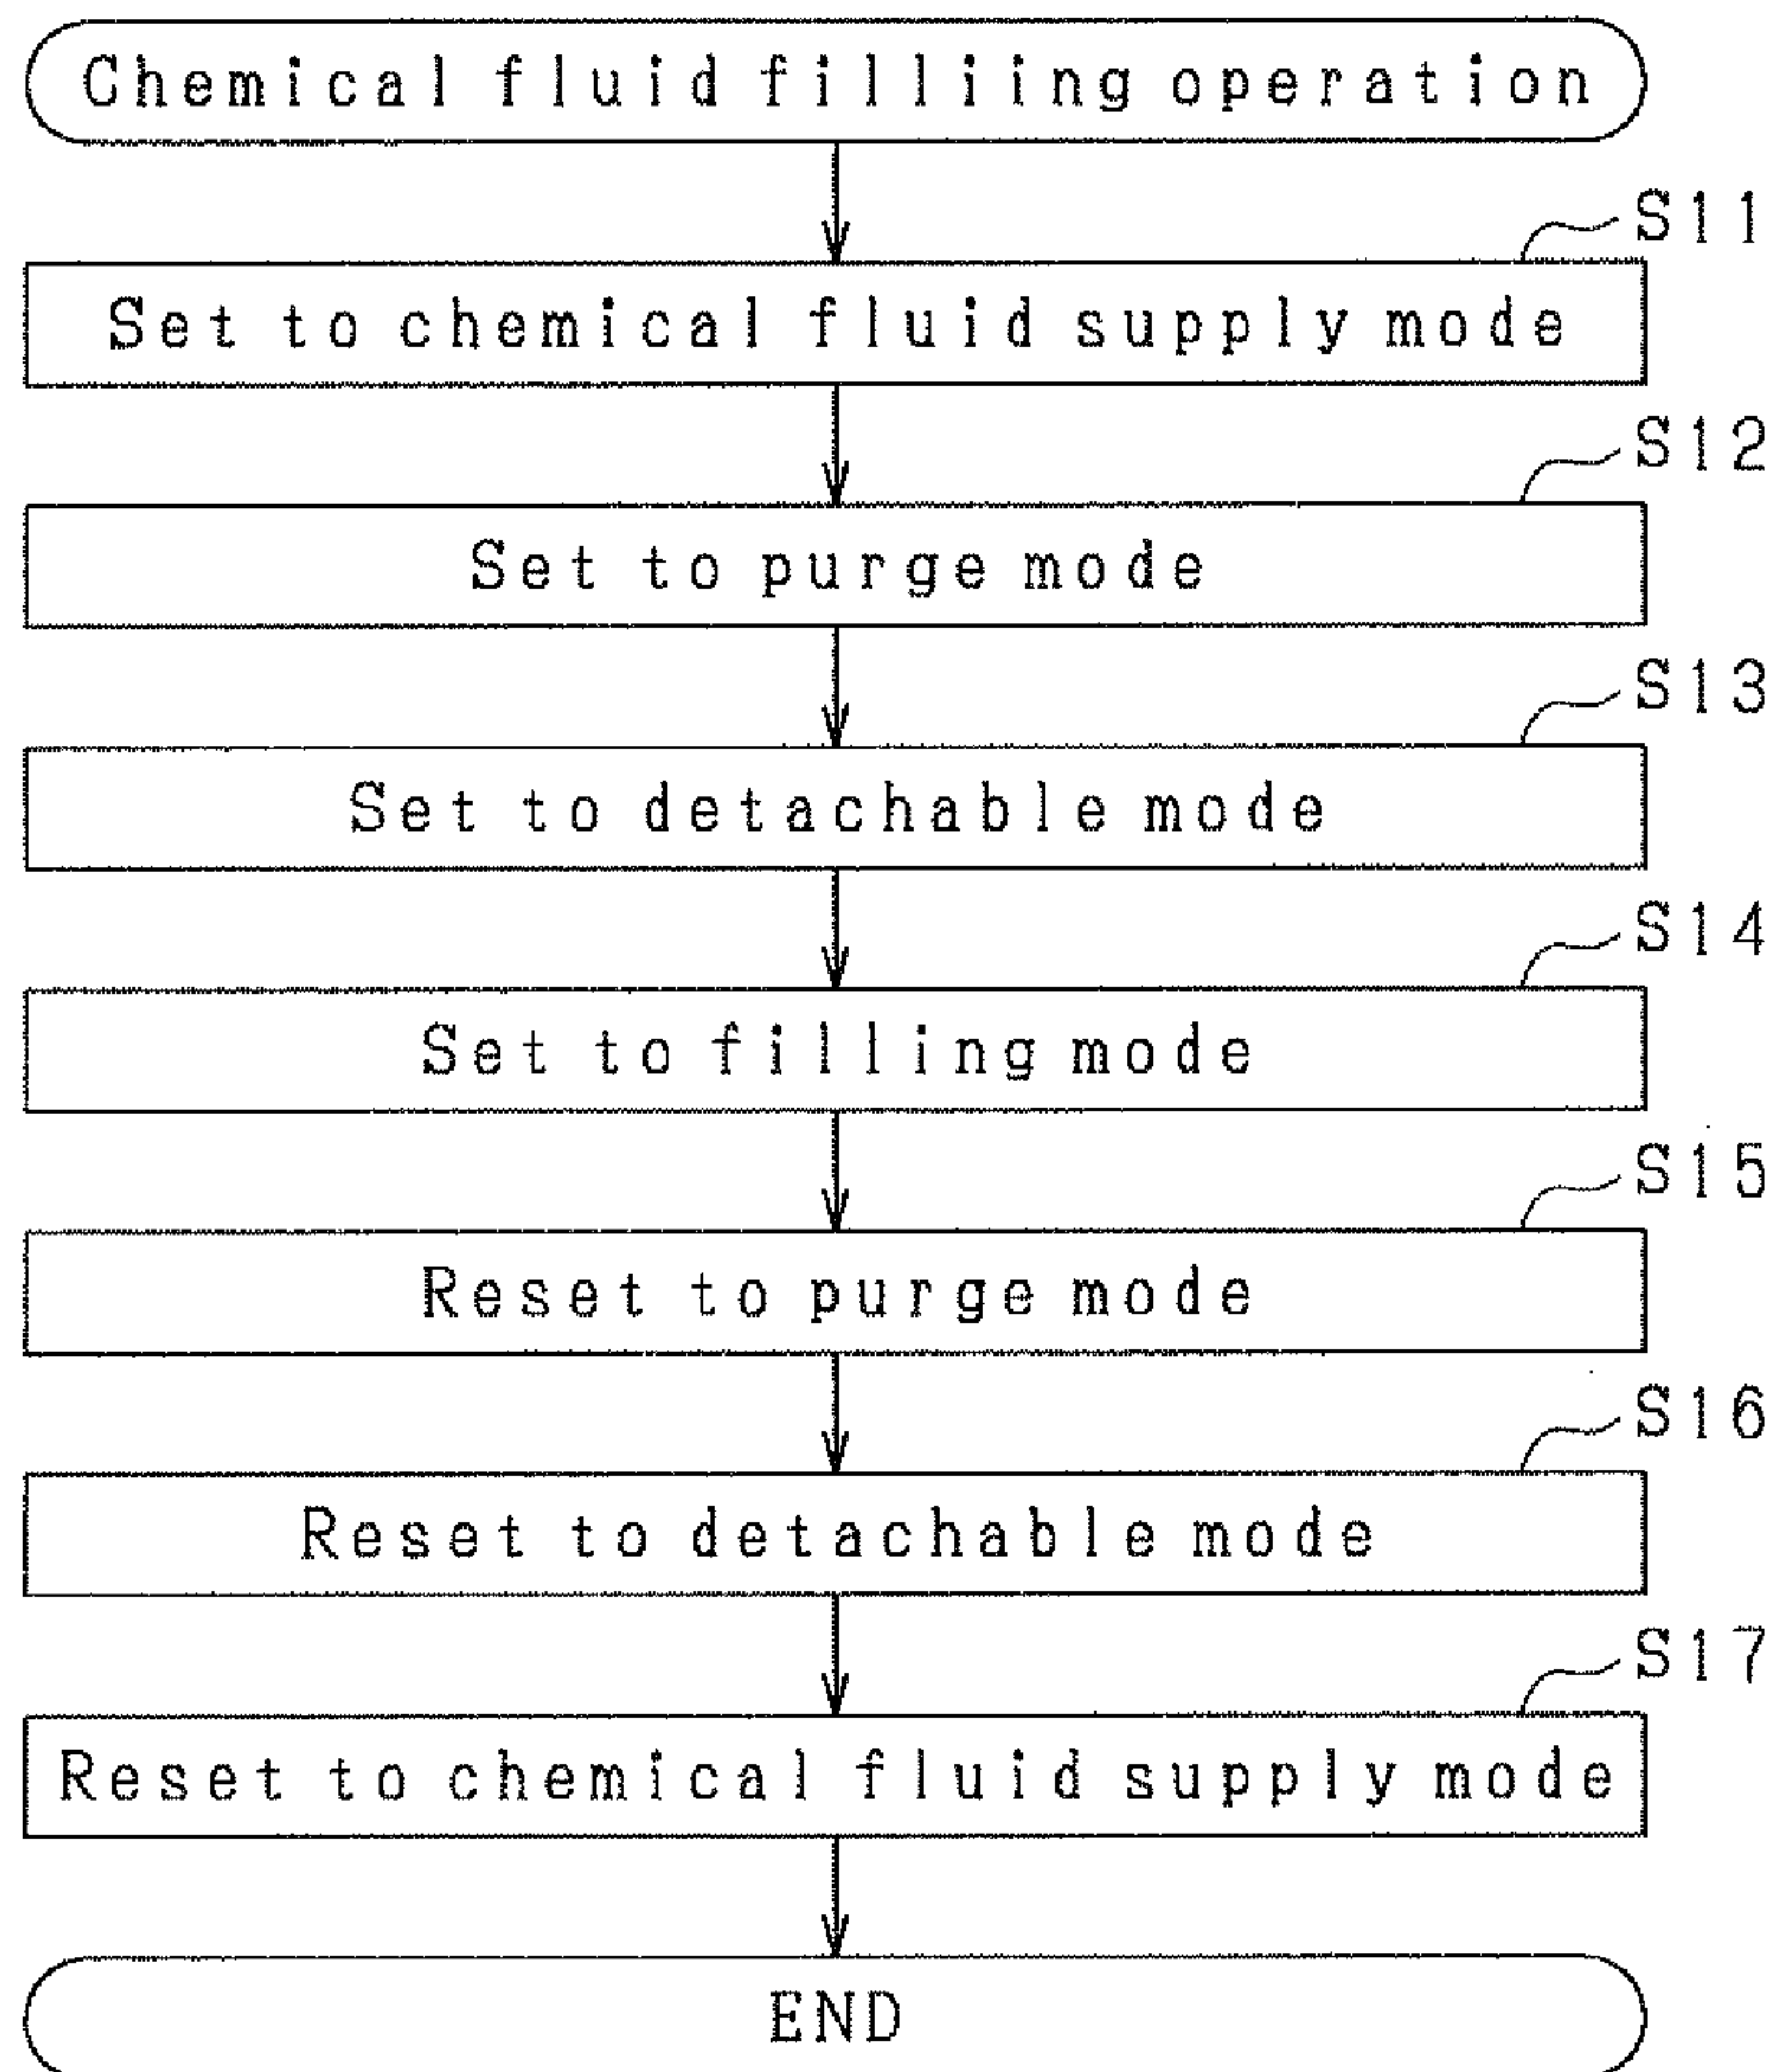 Chemical fluid filliing operation
S11
Set to chemical fluid supply mode
S12
Set to purge mode
S13
Set to detachable mode
S14
Set to filling mode
S15
Reset to purge mode
S16
Reset to detachable mode
S17
Reset to chemical fluid supply mode
END